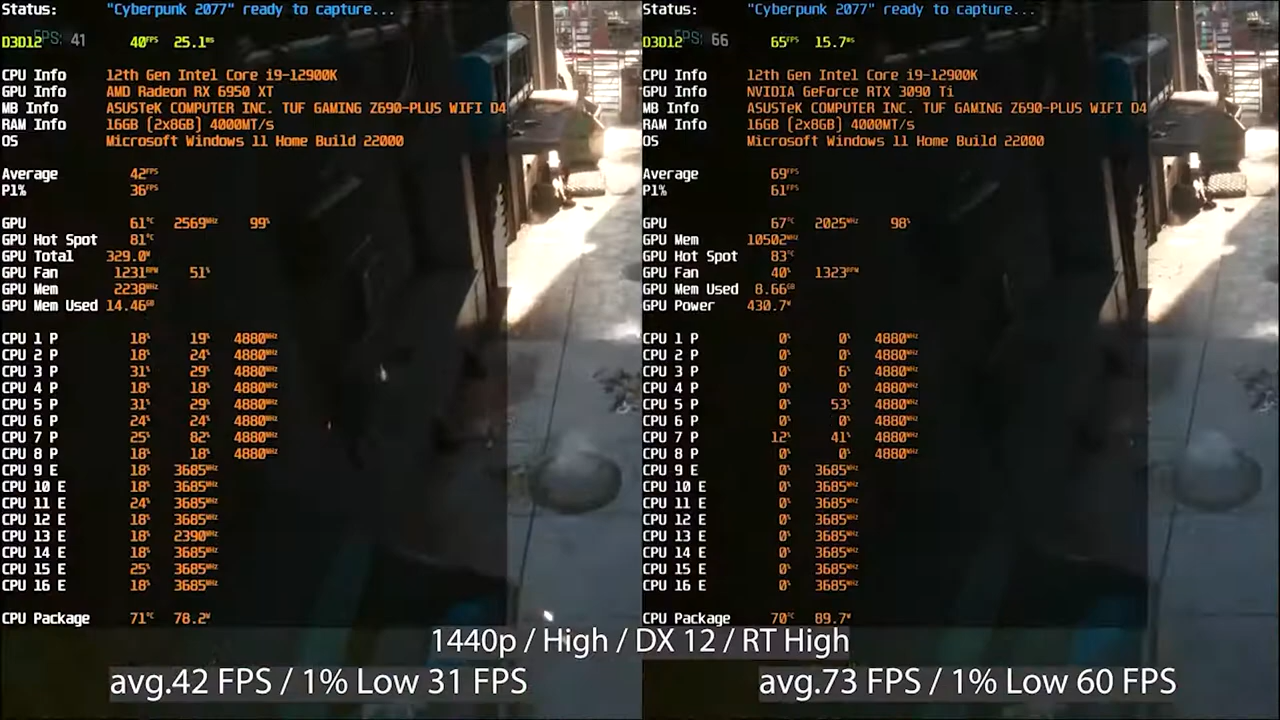 Status: "Cyberpunk 2077" ready to capture...
FPS: 41
D3D12 40FPS 25.1ms
CPU Info 12th Gen Intel Core i9-12900K
GPU Info AMD Radeon RX 6950 XT
MB Info ASUSTeK COMPUTER INC. TUF GAMING Z690-PLUS WIFI D4
RAM Info 16GB (2x8GB) 4000MT/s
OS Microsoft Windows 11 Home Build 22000
Average 42FPS
P1% 36FPS
GPU 61°C 2569MHz 99%
GPU Hot Spot 81°C
GPU Total 329.0W
GPU Fan 1231RPM 51%
GPU Mem 2238MHz
GPU Mem Used 14.46GB
CPU 1 P 18% 19% 4880MHz
CPU 2 P 18% 24% 4880MHz
CPU 3 P 31% 29% 4880MHz
CPU 4 P 18% 18% 4880MHz
CPU 5 P 31% 29% 4880MHz
CPU 6 P 24% 24% 4880MHz
CPU 7 P 25% 82% 4880MHz
CPU 8 P 18% 18% 4880MHz
CPU 9 E 18% 3685MHz
CPU 10 E 18% 3685MHz
CPU 11 E 24% 3685MHz
CPU 12 E 18% 3685MHz
CPU 13 E 18% 2390MHz
CPU 14 E 18% 3685MHz
CPU 15 E 25% 3685MHz
CPU 16 E 18% 3685MHz
CPU Package 71°C 78.2W
Status: "Cyberpunk 2077" ready to capture...
FPS: 66
D3D12 65FPS 15.7ms
CPU Info 12th Gen Intel Core i9-12900K
GPU Info NVIDIA GeForce RTX 3090 Ti
MB Info ASUSTeK COMPUTER INC. TUF GAMING Z690-PLUS WIFI D4
RAM Info 16GB (2x8GB) 4000MT/s
OS Microsoft Windows 11 Home Build 22000
Average 69FPS
P1% 61FPS
GPU 67°C 2025MHz 98%
GPU Mem 10502MHz
GPU Hot Spot 83°C
GPU Fan 40% 1323RPM
GPU Mem Used 8.66GB
GPU Power 430.7W
CPU 1 P 0% 0% 4880MHz
CPU 2 P 0% 0% 4880MHz
CPU 3 P 0% 6% 4880MHz
CPU 4 P 0% 0% 4880MHz
CPU 5 P 0% 53% 4880MHz
CPU 6 P 0% 0% 4880MHz
CPU 7 P 12% 41% 4880MHz
CPU 8 P 0% 0% 4880MHz
CPU 9 E 0% 3685MHz
CPU 10 E 0% 3685MHz
CPU 11 E 0% 3685MHz
CPU 12 E 0% 3685MHz
CPU 13 E 0% 3685MHz
CPU 14 E 0% 3685MHz
CPU 15 E 0% 3685MHz
CPU 16 E 0% 3685MHz
CPU Package 70°C 89.7W
1440p / High / DX 12 / RT High
avg.42 FPS / 1% Low 31 FPS
avg.73 FPS / 1% Low 60 FPS